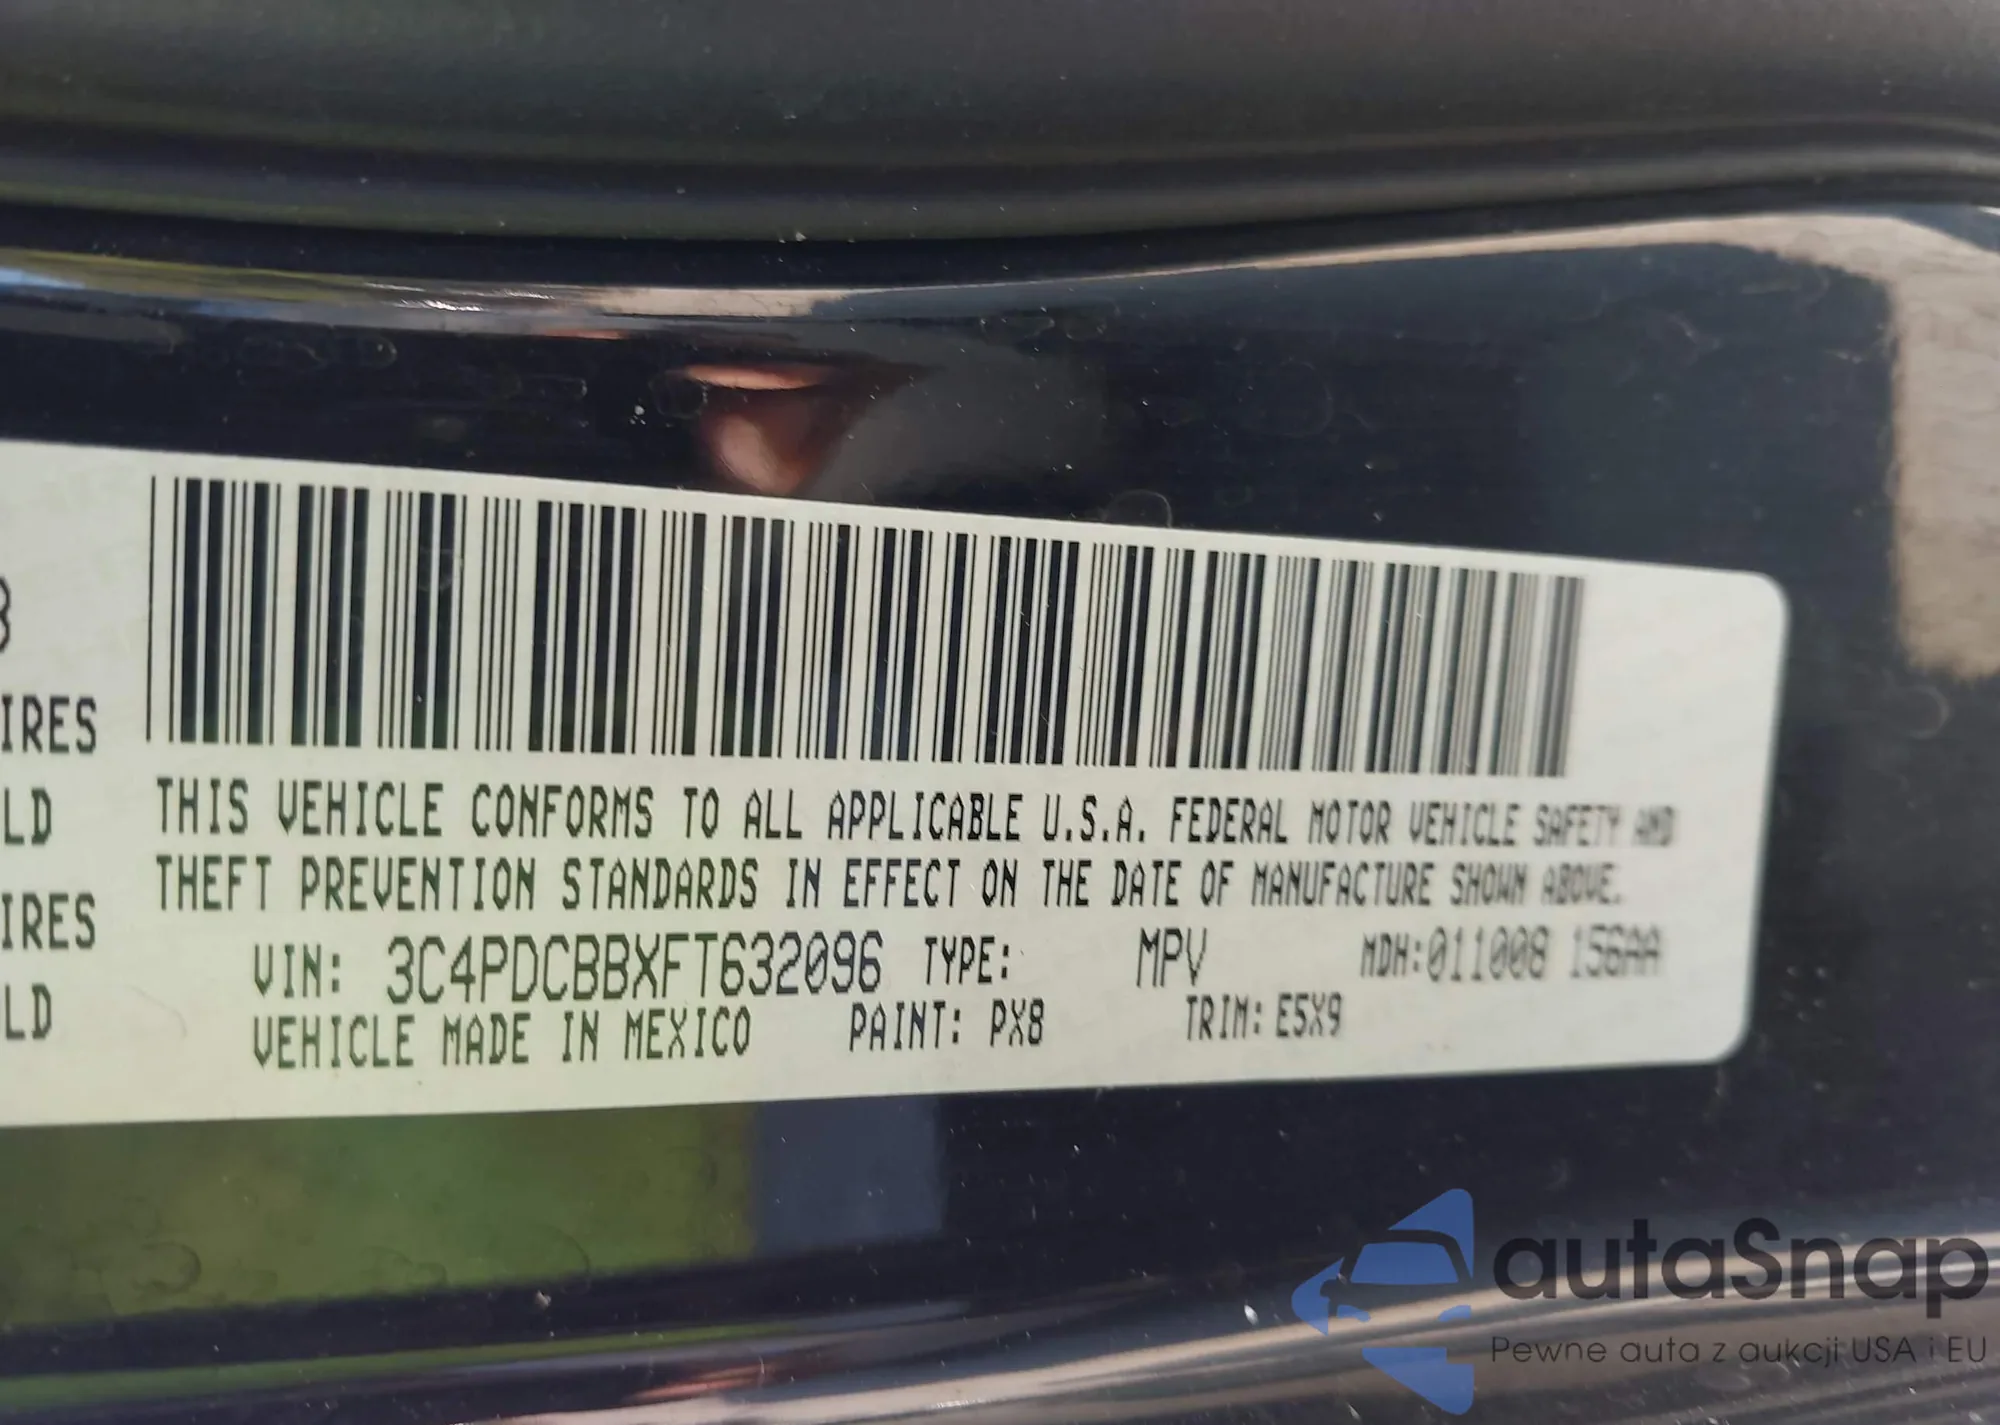 8
IRES
LD
IRES
LD
THIS VEHICLE CONFORMS TO ALL APPLICABLE U.S.A. FEDERAL MOTOR VEHICLE SAFETY AND
THEFT PREVENTION STANDARDS IN EFFECT ON THE DATE OF MANUFACTURE SHOWN ABOVE.
VIN: 3C4PDCBBXFT632096 TYPE: MPV MDH:011008 156AA
VEHICLE MADE IN MEXICO PAINT: PX8 TRIM: E5X9
autaSnap
Pewne auta z aukcji USA i EU